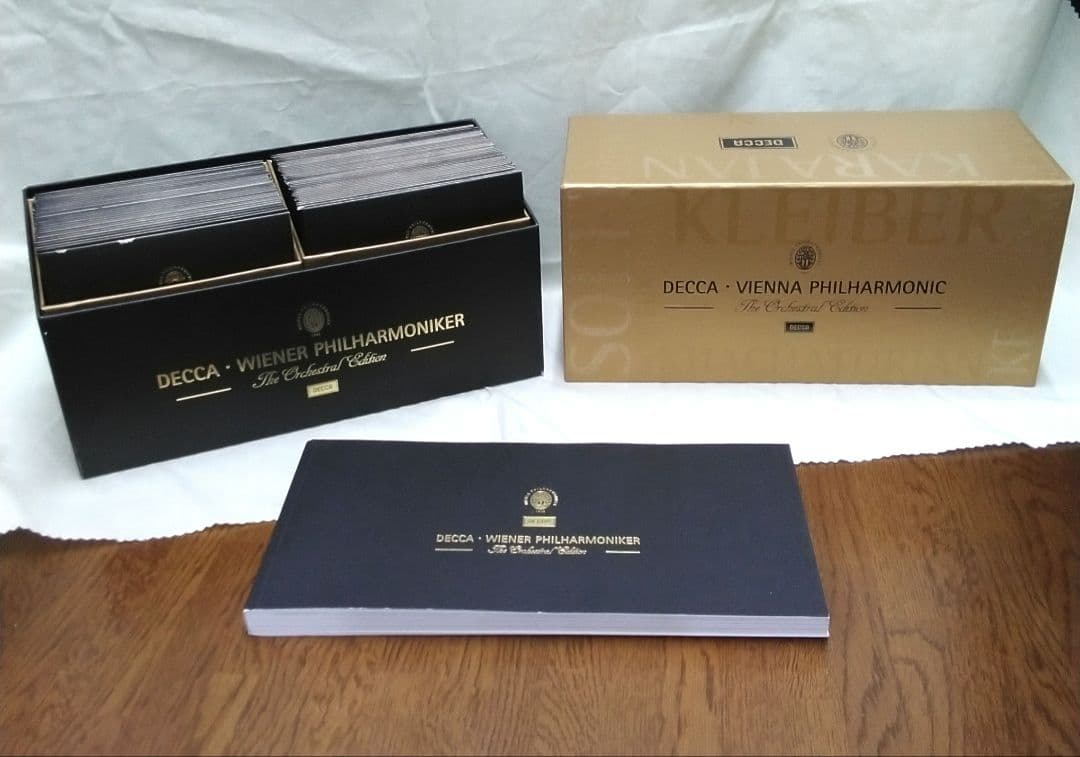 DECCA · WIENER PHILHARMONIKER
The Orchestral Edition
DECCA
DECCA
KARAJAN
KLEIBER
DECCA · VIENNA PHILHARMONIC
The Orchestral Edition
DECCA
DECCA · WIENER PHILHARMONIKER
The Orchestral Edition